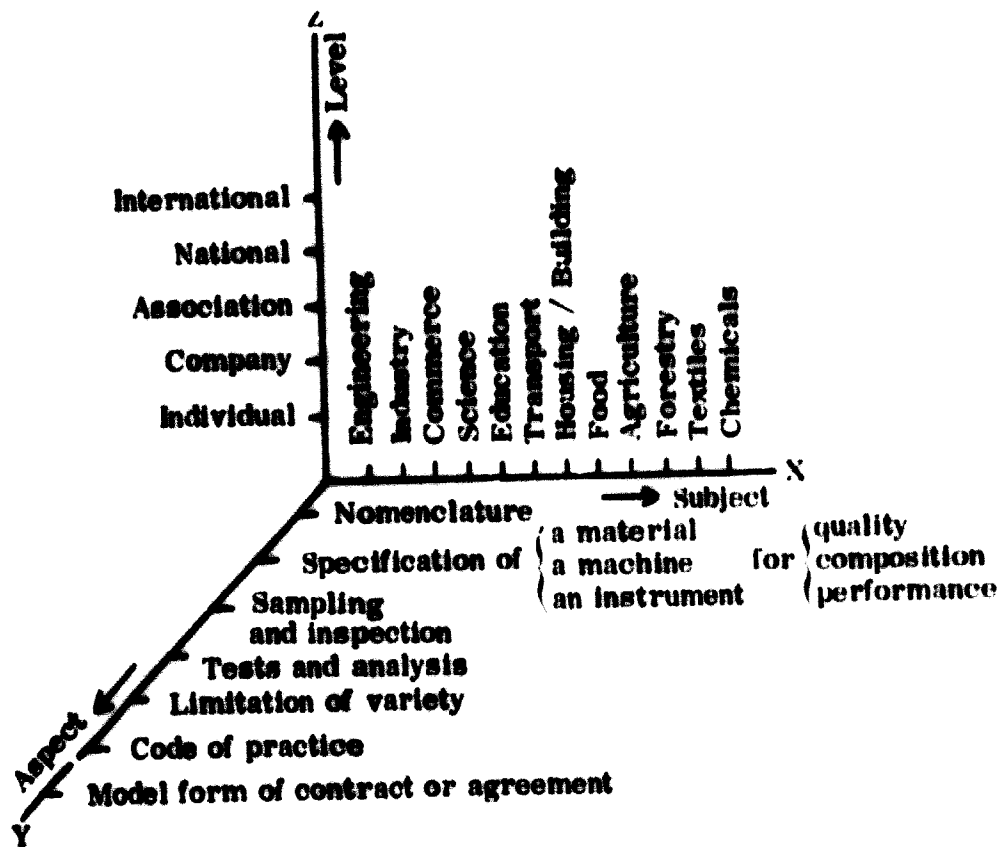 Z
Level
International
National
Association
Company
Individual
Engineering
Industry
Commerce
Science
Education
Transport
Housing / Building
Food
Agriculture
Forestry
Textiles
Chemicals
X
Subject
Nomenclature
Specification of { a material
a machine
an instrument
for { quality
composition
performance
Sampling
and inspection
Tests and analysis
Limitation of variety
Code of practice
Model form of contract or agreement
Aspect
Y